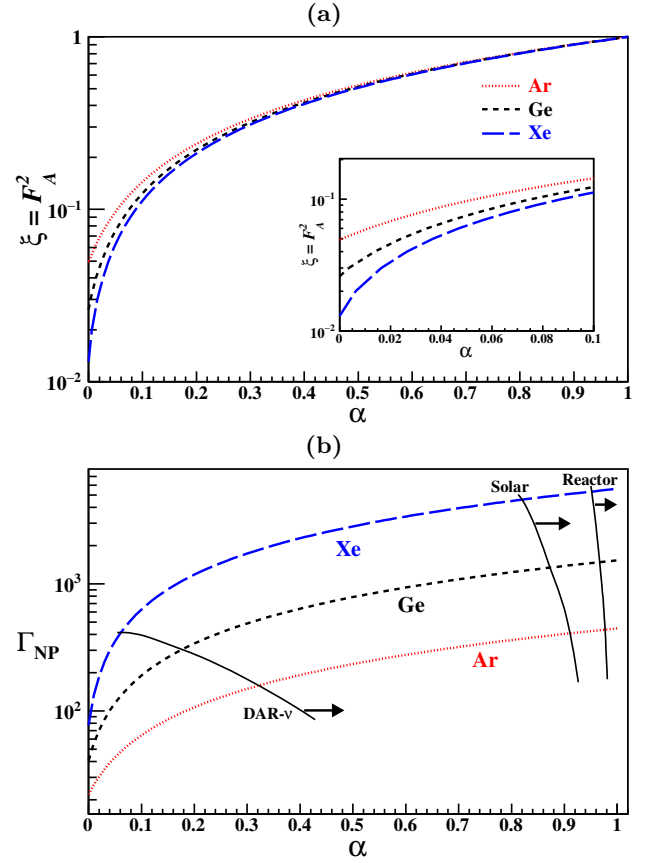 (a)
1
10⁻¹
10⁻²
ξ = F²_A
Ar
Ge
Xe
10⁻¹
10⁻²
ξ = F²_A
0 0.02 0.04 0.06 0.08 0.1
α
0 0.1 0.2 0.3 0.4 0.5 0.6 0.7 0.8 0.9 1
α
(b)
Solar
Reactor
Xe
10³
Ge
Γ_NP
Ar
10²
DAR-ν
0 0.1 0.2 0.3 0.4 0.5 0.6 0.7 0.8 0.9 1
α